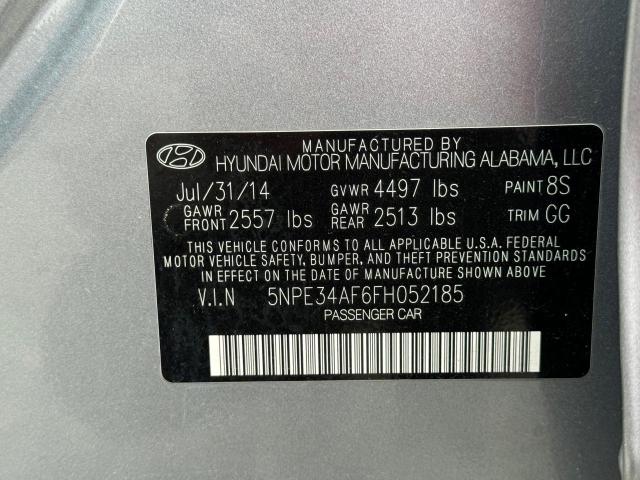 MANUFACTURED BY
HYUNDAI MOTOR MANUFACTURING ALABAMA, LLC
Jul/31/14 GVWR 4497 lbs PAINT 8S
GAWR FRONT 2557 lbs GAWR REAR 2513 lbs TRIM GG
THIS VEHICLE CONFORMS TO ALL APPLICABLE U.S.A. FEDERAL
MOTOR VEHICLE SAFETY, BUMPER, AND THEFT PREVENTION STANDARDS
IN EFFECT ON THE DATE OF MANUFACTURE SHOWN ABOVE
V.I.N 5NPE34AF6FH052185
PASSENGER CAR